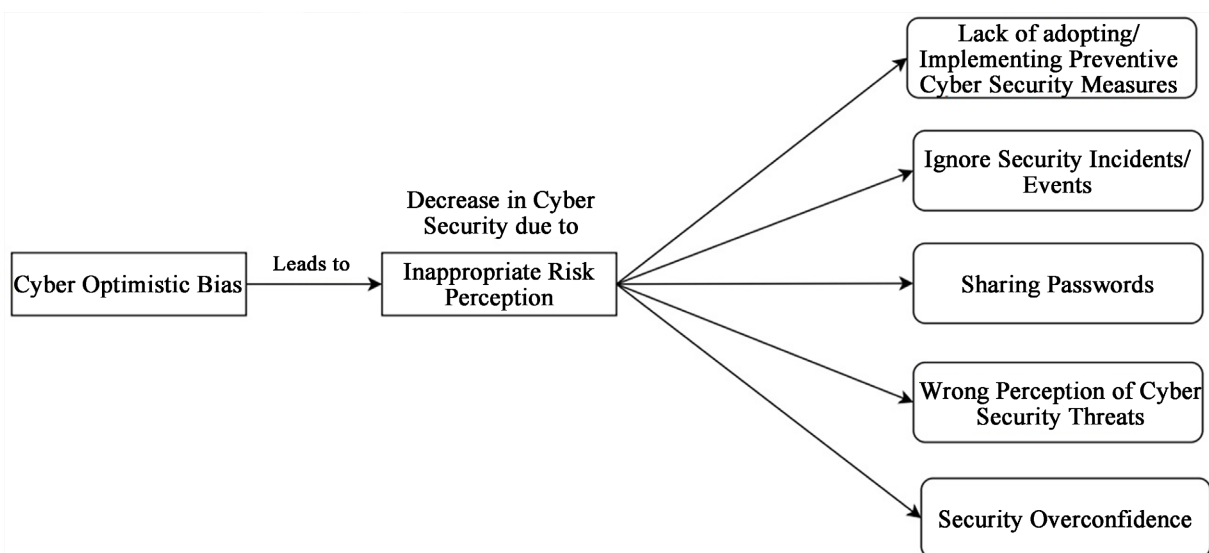 Lack of adopting/
Implementing Preventive
Cyber Security Measures
Ignore Security Incidents/
Events
Decrease in Cyber
Security due to
Cyber Optimistic Bias
Leads to
Inappropriate Risk
Perception
Sharing Passwords
Wrong Perception of Cyber
Security Threats
Security Overconfidence